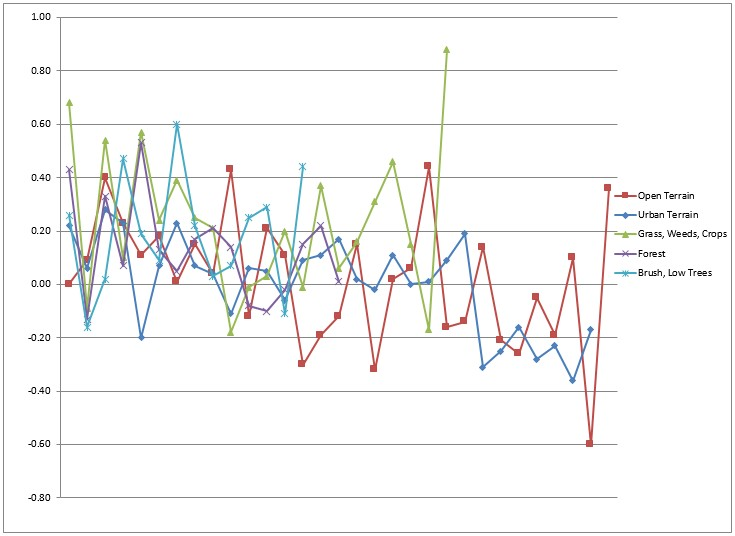 1.00
0.80
0.60
0.40
0.20
0.00
-0.20
-0.40
-0.60
-0.80
Open Terrain
Urban Terrain
Grass, Weeds, Crops
Forest
Brush, Low Trees